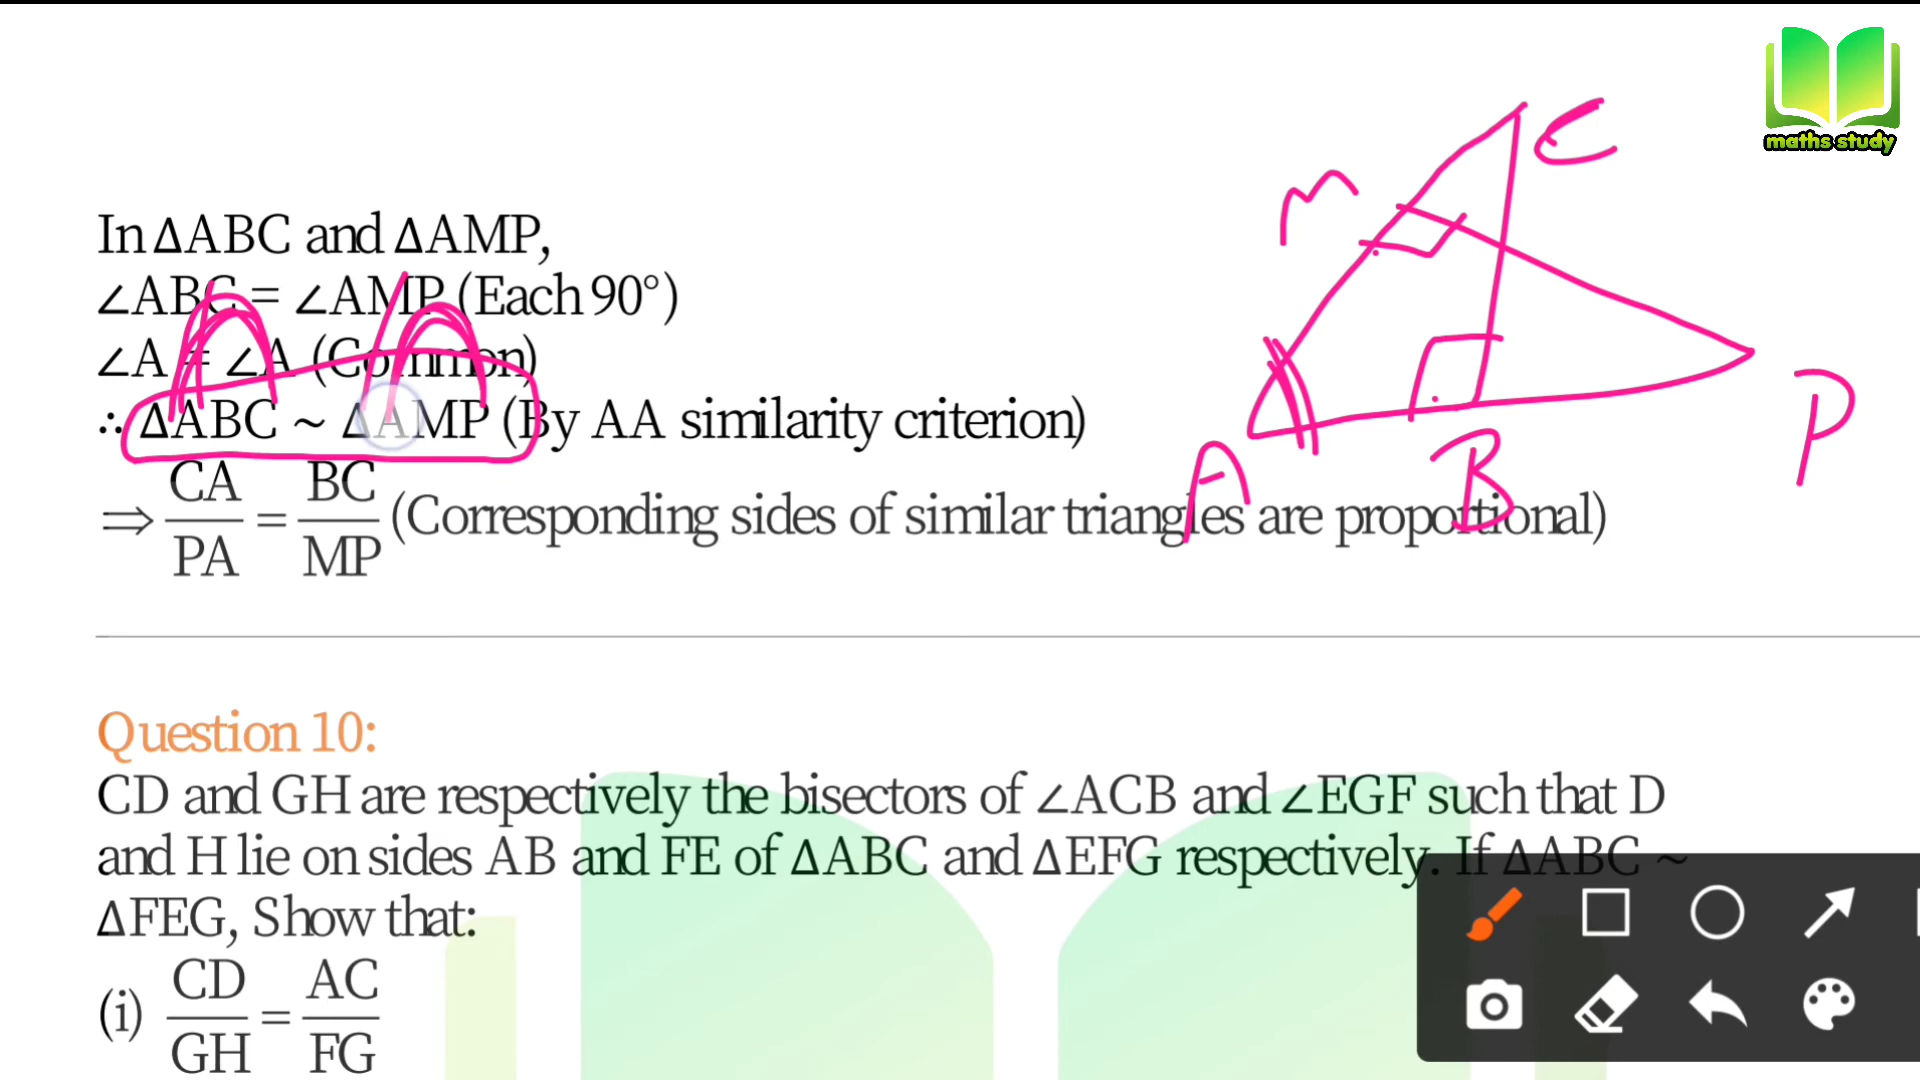 maths study
In ΔABC and ΔAMP,
∠ABC = ∠AMP (Each 90°)
∠A = ∠A (Common)
∴ ΔABC ~ ΔAMP (By AA similarity criterion)
⇒ CA/PA = BC/MP (Corresponding sides of similar triangles are proportional)
C
M
A
B
P
Question 10:
CD and GH are respectively the bisectors of ∠ACB and ∠EGF such that D
and H lie on sides AB and FE of ΔABC and ΔEFG respectively. If ΔABC ~
ΔFEG, Show that:
(i) CD/GH = AC/FG